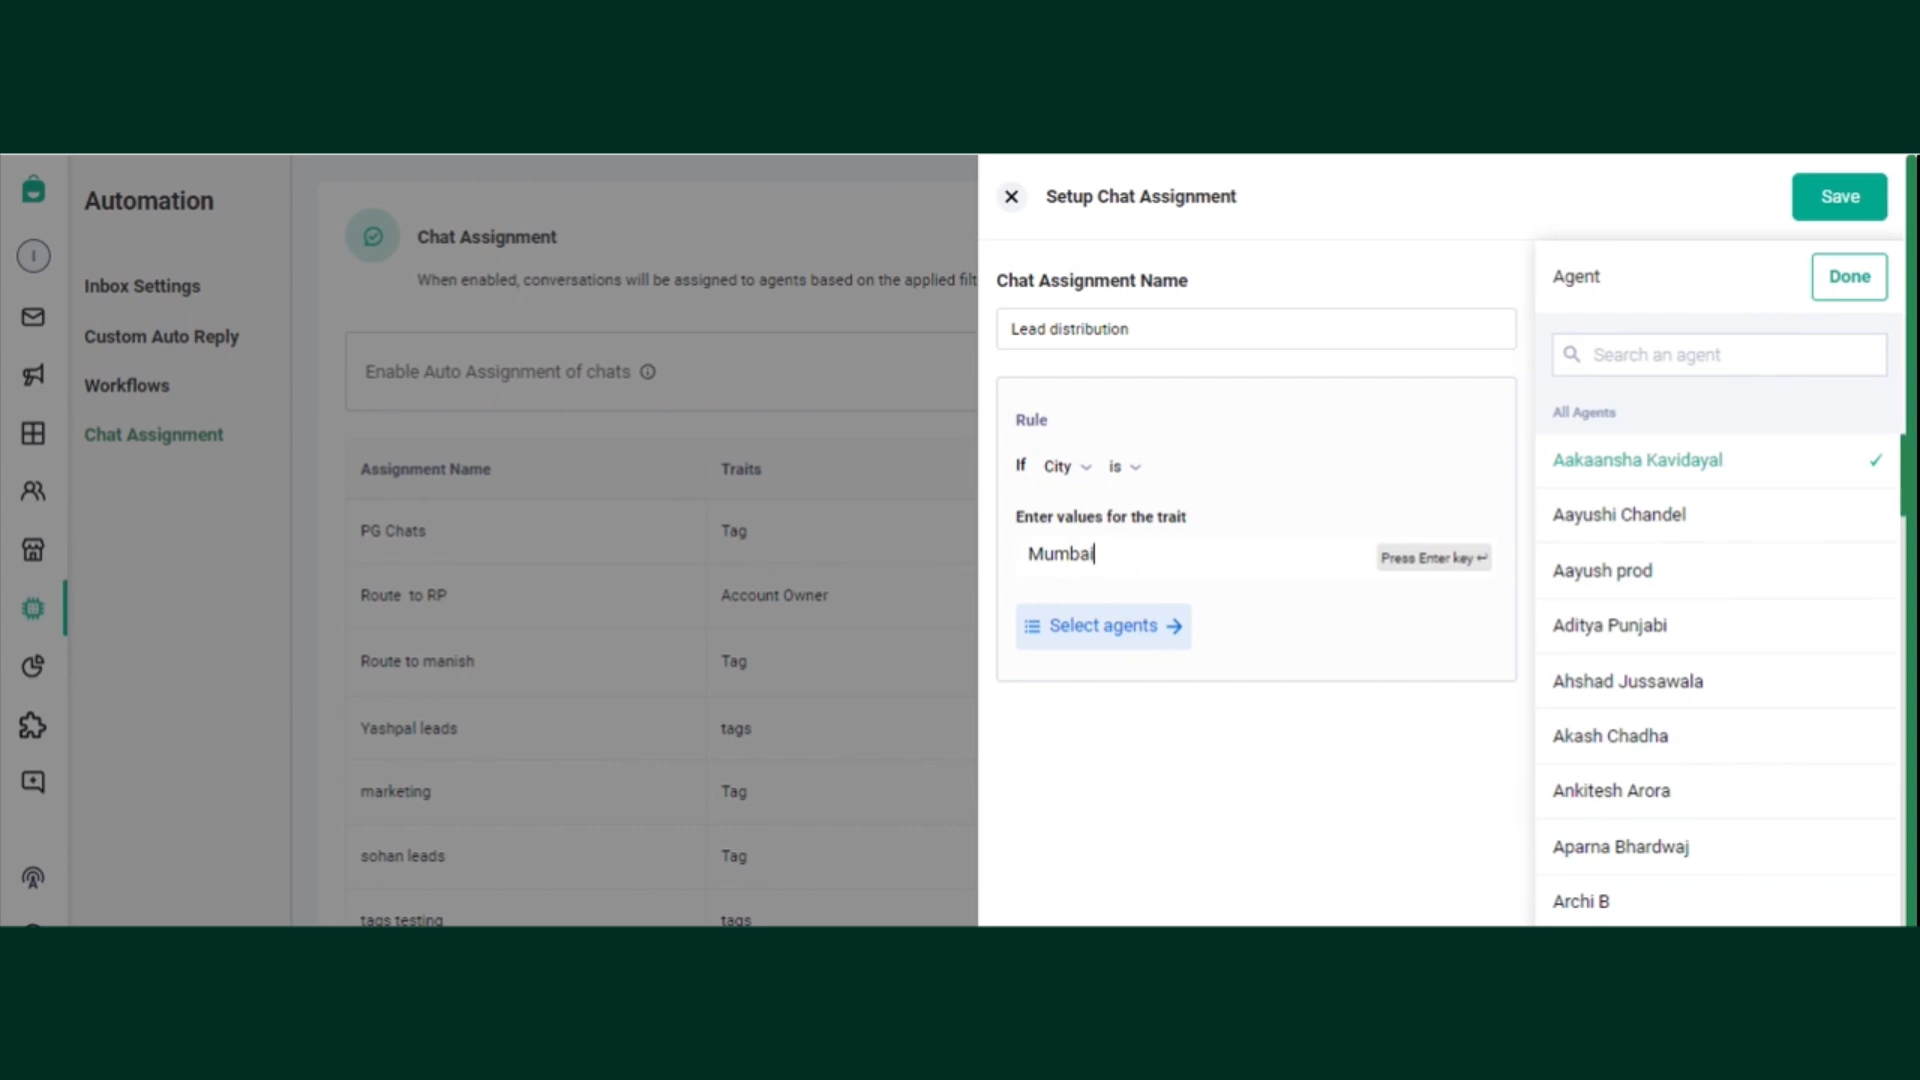 Automation
Inbox Settings
Custom Auto Reply
Workflows
Chat Assignment
I
Chat Assignment
When enabled, conversations will be assigned to agents based on the applied filt
Enable Auto Assignment of chats
Assignment Name Traits
PG Chats Tag
Route to RP Account Owner
Route to manish Tag
Yashpal leads tags
marketing Tag
sohan leads Tag
tags testing tags
Setup Chat Assignment
Save
Chat Assignment Name
Lead distribution
Rule
If City is
Enter values for the trait
Mumbai
Press Enter key ↵
Select agents →
Agent
Done
Search an agent
All Agents
Aakaansha Kavidayal ✓
Aayushi Chandel
Aayush prod
Aditya Punjabi
Ahshad Jussawala
Akash Chadha
Ankitesh Arora
Aparna Bhardwaj
Archi B